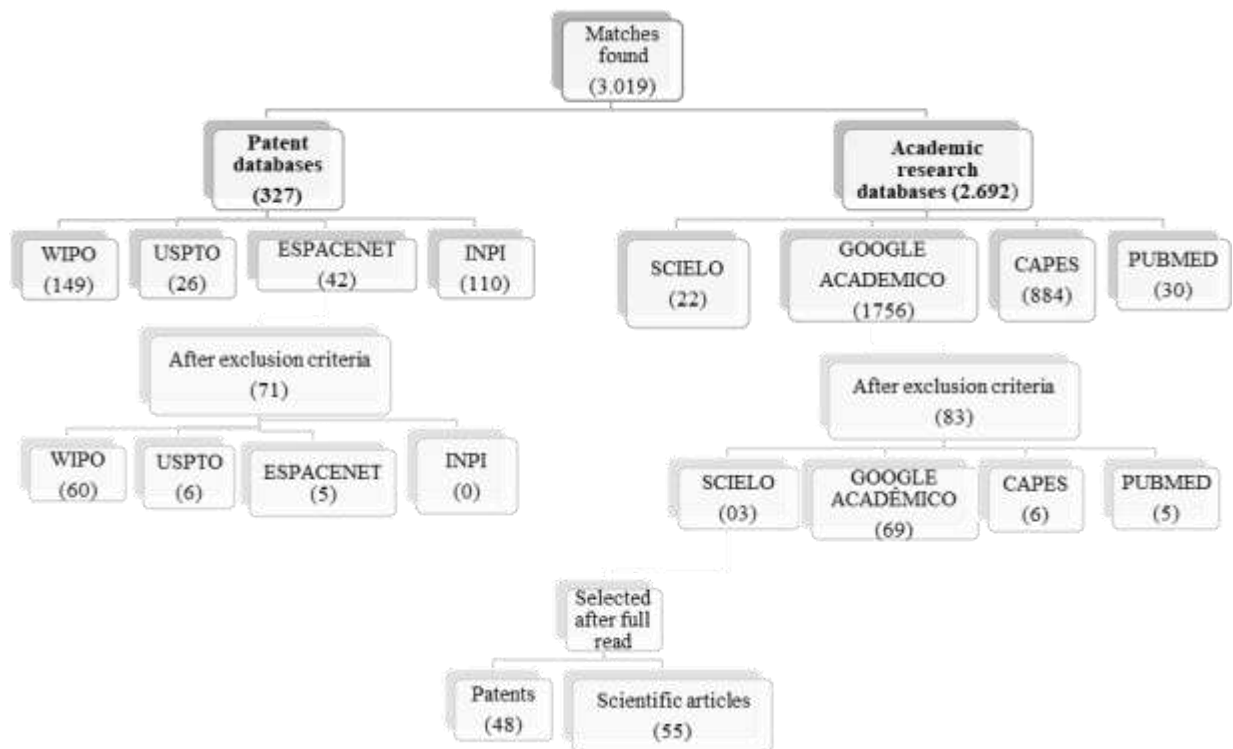 Matches
found
(3.019)
Patent
databases
(327)
Academic
research
databases (2.692)
WIPO
(149)
USPTO
(26)
ESPACENET
(42)
INPI
(110)
SCIELO
(22)
GOOGLE
ACADEMICO
(1756)
CAPES
(884)
PUBMED
(30)
After exclusion criteria
(71)
After exclusion criteria
(83)
WIPO
(60)
USPTO
(6)
ESPACENET
(5)
INPI
(0)
SCIELO
(03)
GOOGLE
ACADÊMICO
(69)
CAPES
(6)
PUBMED
(5)
Selected
after full
read
Patents
(48)
Scientific articles
(55)